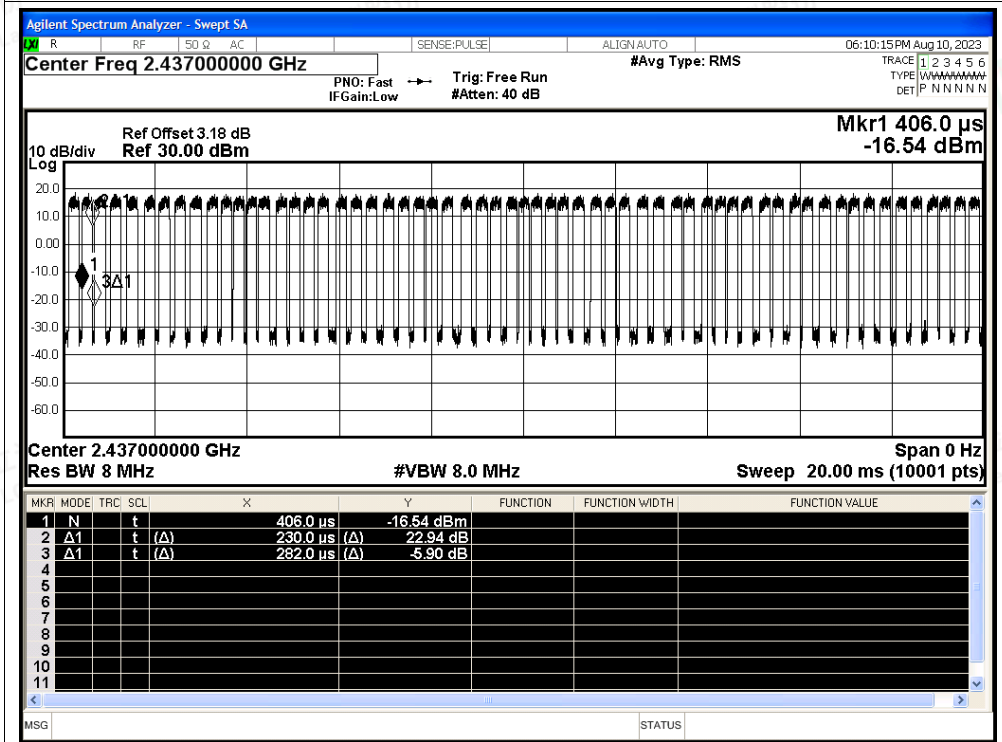 Agilent Spectrum Analyzer - Swept SA
LXI R RF 50 Ω AC SENSE:PULSE ALIGN AUTO 06:10:15 PM Aug 10, 2023
Center Freq 2.437000000 GHz #Avg Type: RMS TRACE 1 2 3 4 5 6
PNO: Fast Trig: Free Run TYPE
IFGain:Low #Atten: 40 dB DET P N N N N N
Mkr1 406.0 µs
Ref Offset 3.18 dB
10 dB/div Ref 30.00 dBm -16.54 dBm
Log
20.0
2Δ1
10.0
0.00
-10.0
1
3Δ1
-20.0
-30.0
-40.0
-50.0
-60.0
Center 2.437000000 GHz Span 0 Hz
Res BW 8 MHz #VBW 8.0 MHz Sweep 20.00 ms (10001 pts)
MKR MODE TRC SCL X Y FUNCTION FUNCTION WIDTH FUNCTION VALUE
1 N t 406.0 µs -16.54 dBm
2 Δ1 t (Δ) 230.0 µs (Δ) 22.94 dB
3 Δ1 t (Δ) 282.0 µs (Δ) -5.90 dB
4
5
6
7
8
9
10
11
MSG STATUS